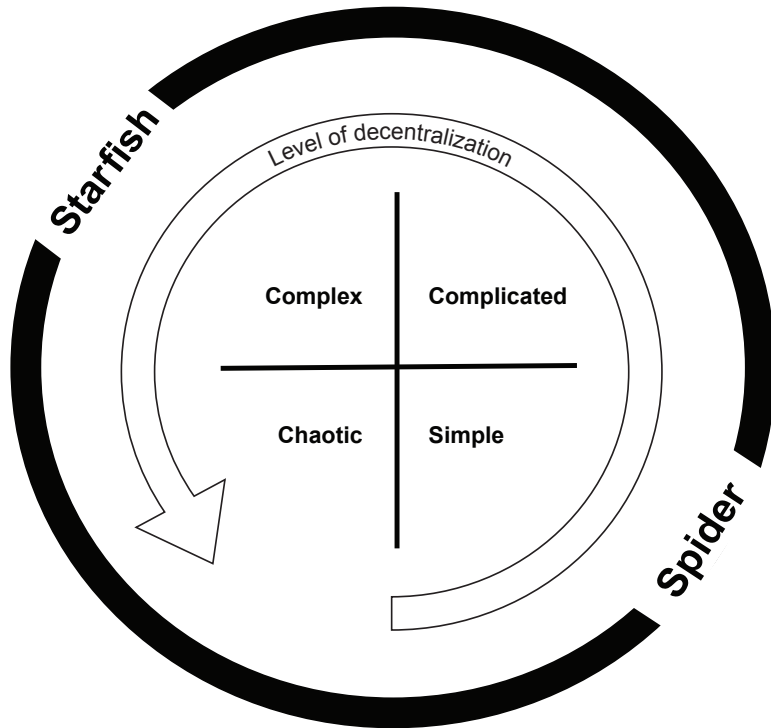 Level of decentralization
Starfish
Complex
Complicated
Chaotic
Simple
Spider